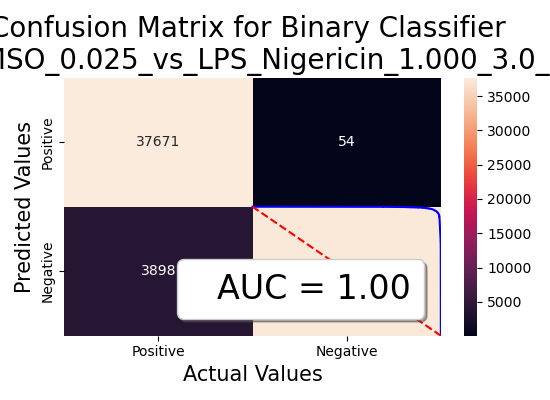 Confusion Matrix for Binary Classifier
MSO_0.025_vs_LPS_Nigericin_1.000_3.0_
Predicted Values
Positive
Negative
37671
54
3898
AUC = 1.00
Positive
Negative
Actual Values
35000
30000
25000
20000
15000
10000
5000